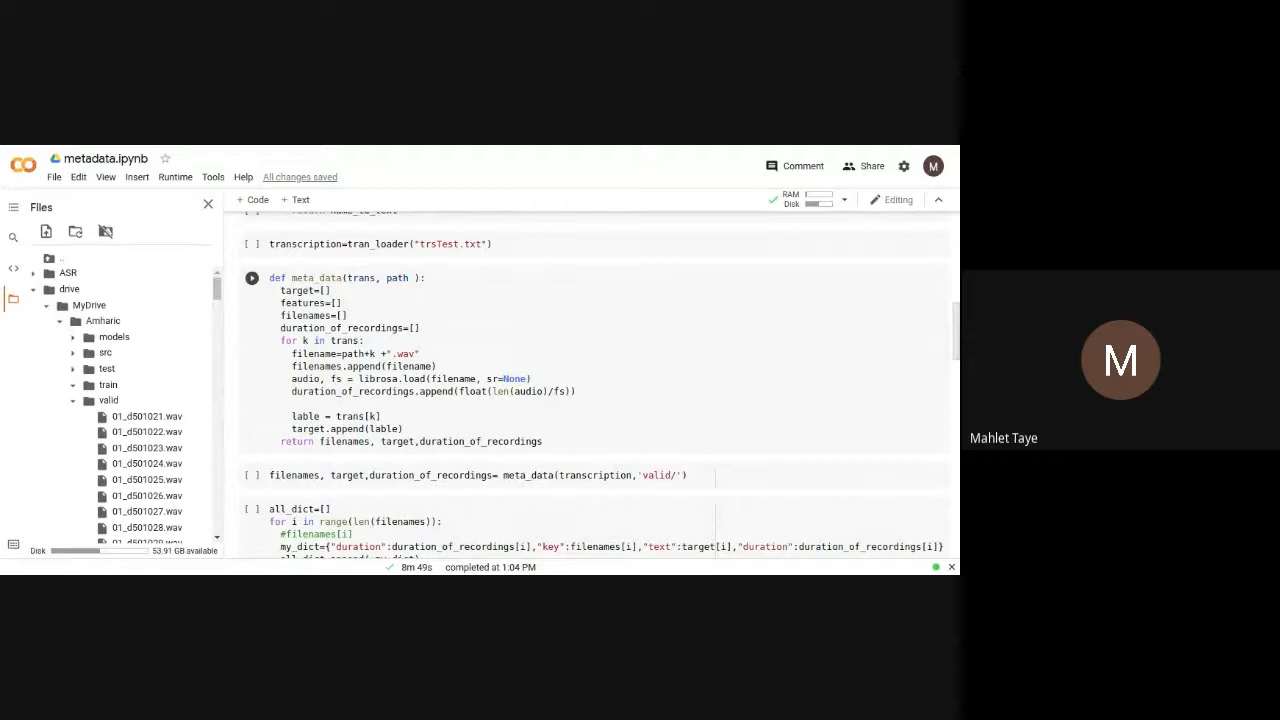 metadata.ipynb
File Edit View Insert Runtime Tools Help All changes saved
Comment Share M
Files
+ Code + Text
RAM
Disk
Editing
..
ASR
drive
MyDrive
Amharic
models
src
test
train
valid
01_d501021.wav
01_d501022.wav
01_d501023.wav
01_d501024.wav
01_d501025.wav
01_d501026.wav
01_d501027.wav
01_d501028.wav
01_d501029.wav
Disk 53.91 GB available
return name_to_text
[ ] transcription=tran_loader("trsTest.txt")
def meta_data(trans, path ):
target=[]
features=[]
filenames=[]
duration_of_recordings=[]
for k in trans:
filename=path+k +".wav"
filenames.append(filename)
audio, fs = librosa.load(filename, sr=None)
duration_of_recordings.append(float(len(audio)/fs))
lable = trans[k]
target.append(lable)
return filenames, target,duration_of_recordings
[ ] filenames, target,duration_of_recordings= meta_data(transcription,'valid/')
[ ] all_dict=[]
for i in range(len(filenames)):
#filenames[i]
my_dict={"duration":duration_of_recordings[i],"key":filenames[i],"text":target[i],"duration":duration_of_recordings[i]}
8m 49s completed at 1:04 PM
M
Mahlet Taye